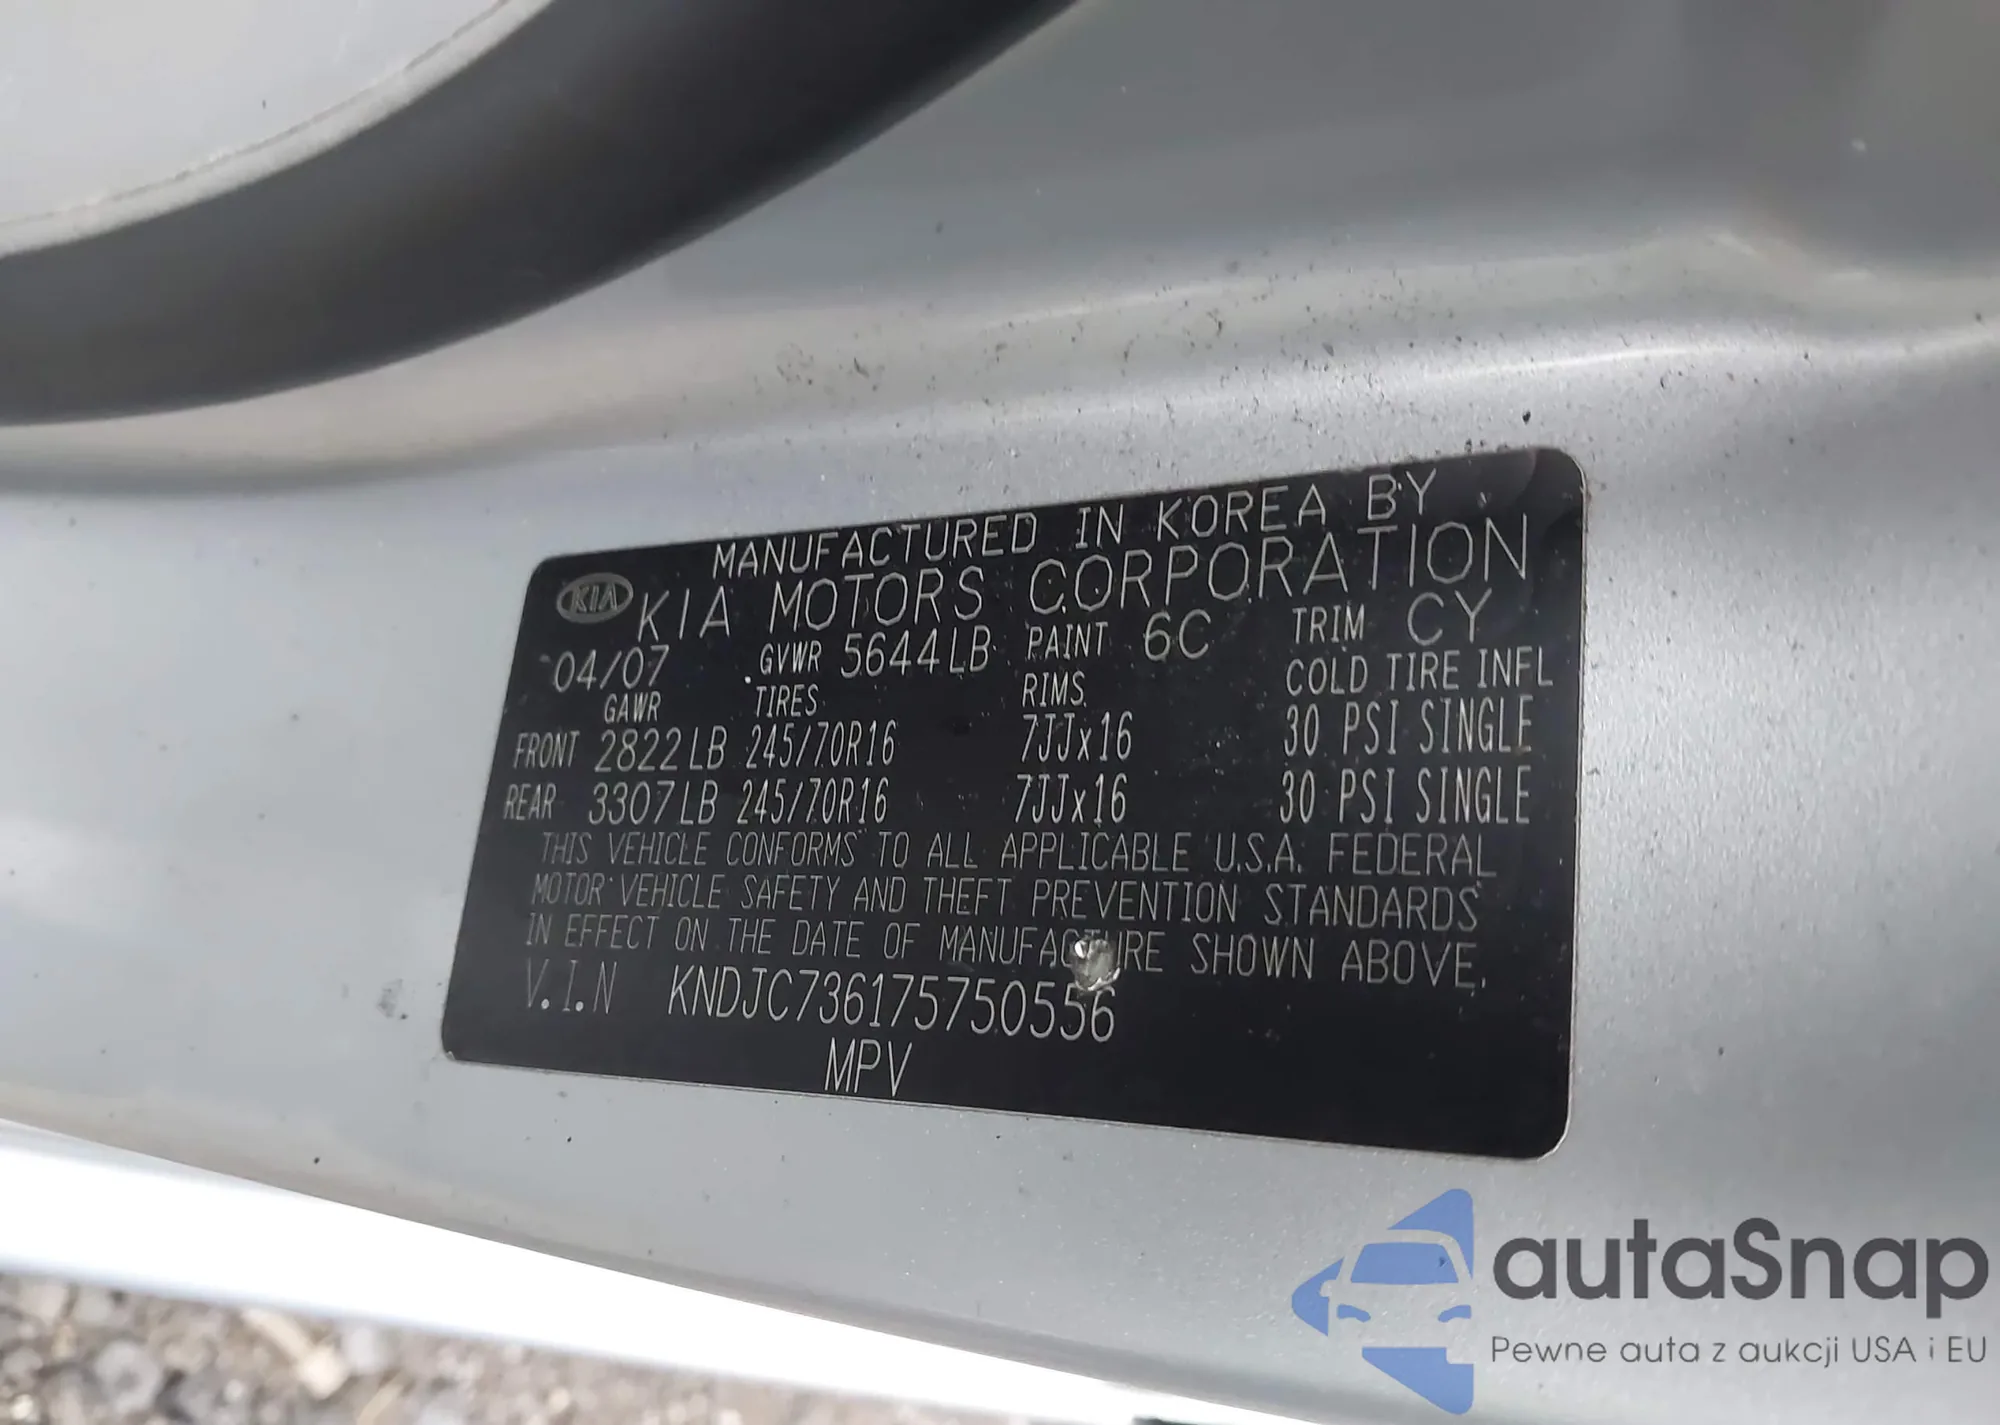 MANUFACTURED IN KOREA BY
KIA KIA MOTORS CORPORATION
04/07 GVWR 5644LB PAINT 6C TRIM CY
GAWR TIRES RIMS COLD TIRE INFL
FRONT 2822LB 245/70R16 7JJx16 30 PSI SINGLE
REAR 3307LB 245/70R16 7JJx16 30 PSI SINGLE
THIS VEHICLE CONFORMS TO ALL APPLICABLE U.S.A. FEDERAL
MOTOR VEHICLE SAFETY AND THEFT PREVENTION STANDARDS
IN EFFECT ON THE DATE OF MANUFACTURE SHOWN ABOVE.
V.I.N KNDJC736175750556
MPV
autaSnap
Pewne auta z aukcji USA i EU